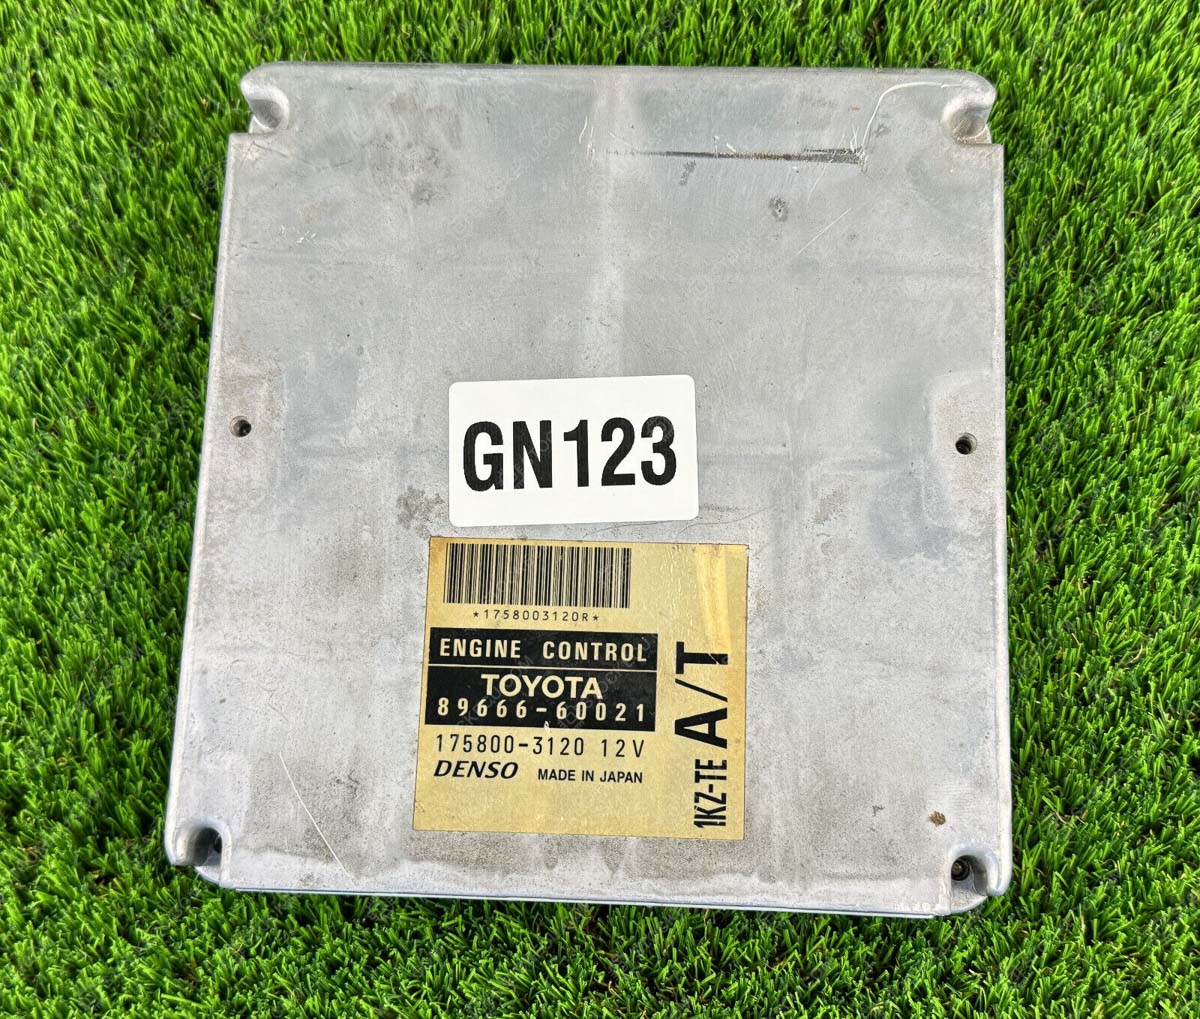 GN123
*1758003120R*
ENGINE CONTROL
TOYOTA
89666-60021
175800-3120 12V
DENSO MADE IN JAPAN
1KZ-TE A/T